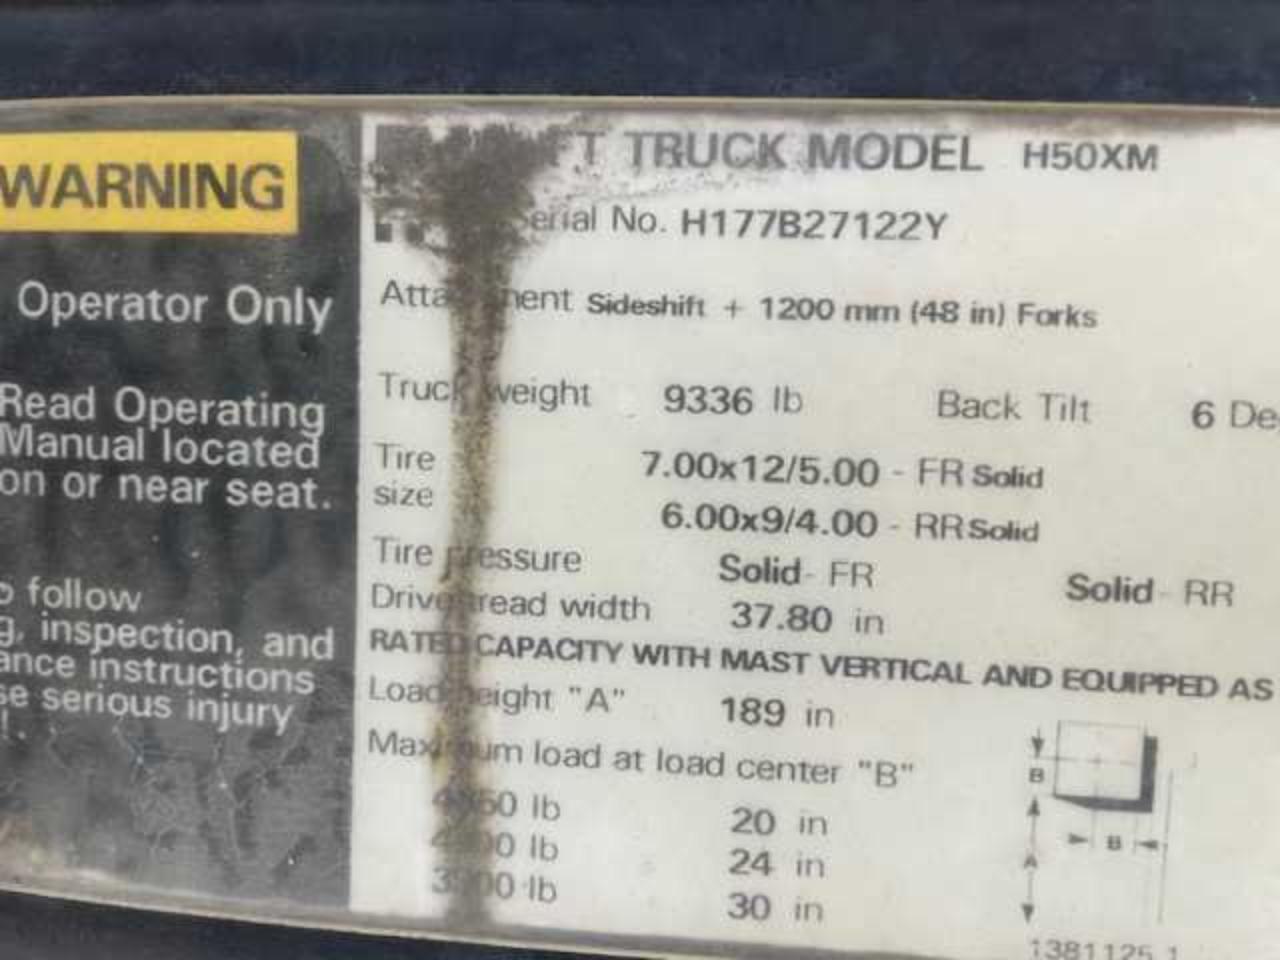 WARNING
Operator Only
Read Operating
Manual located
on or near seat.
follow
inspection, and
instructions
serious injury
TRUCK MODEL H50XM
No. H177B27122Y
Attachment Sideshift + 1200 mm (48 in) Forks
Truck weight 9336 lb Back Tilt 6
Tire size 7.00x12/5.00 - FR Solid
6.00x9/4.00 - RR Solid
Tire pressure Solid - FR Solid - RR
Drive tread width 37.80 in
RATED CAPACITY WITH MAST VERTICAL AND EQUIPPED AS
Load height "A" 189 in
Maximum load at load center "B"
lb 20 in
lb 24 in
lb 30 in
B
B
A